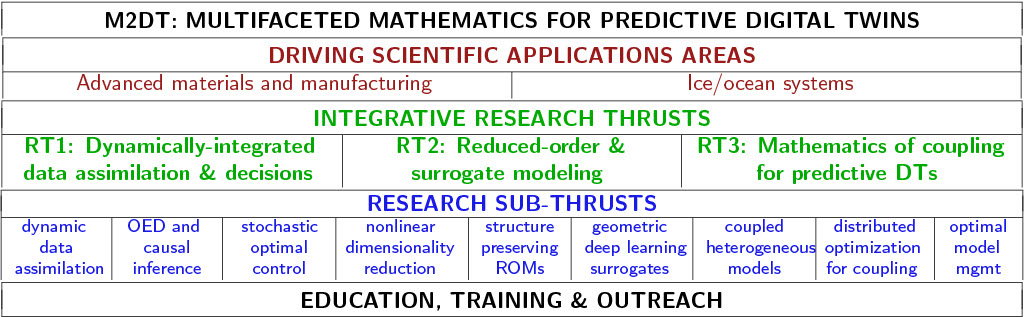 M2DT: MULTIFACETED MATHEMATICS FOR PREDICTIVE DIGITAL TWINS
DRIVING SCIENTIFIC APPLICATIONS AREAS
Advanced materials and manufacturing
Ice/ocean systems
INTEGRATIVE RESEARCH THRUSTS
RT1: Dynamically-integrated
data assimilation & decisions
RT2: Reduced-order &
surrogate modeling
RT3: Mathematics of coupling
for predictive DTs
RESEARCH SUB-THRUSTS
dynamic
data
assimilation
OED and
causal
inference
stochastic
optimal
control
nonlinear
dimensionality
reduction
structure
preserving
ROMs
geometric
deep learning
surrogates
coupled
heterogeneous
models
distributed
optimization
for coupling
optimal
model
mgmt
EDUCATION, TRAINING & OUTREACH